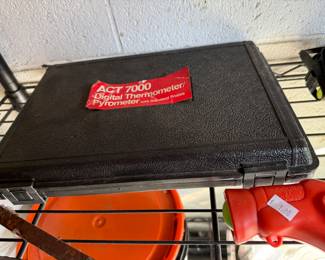 ACT 7000
Digital Thermometer/
Pyrometer